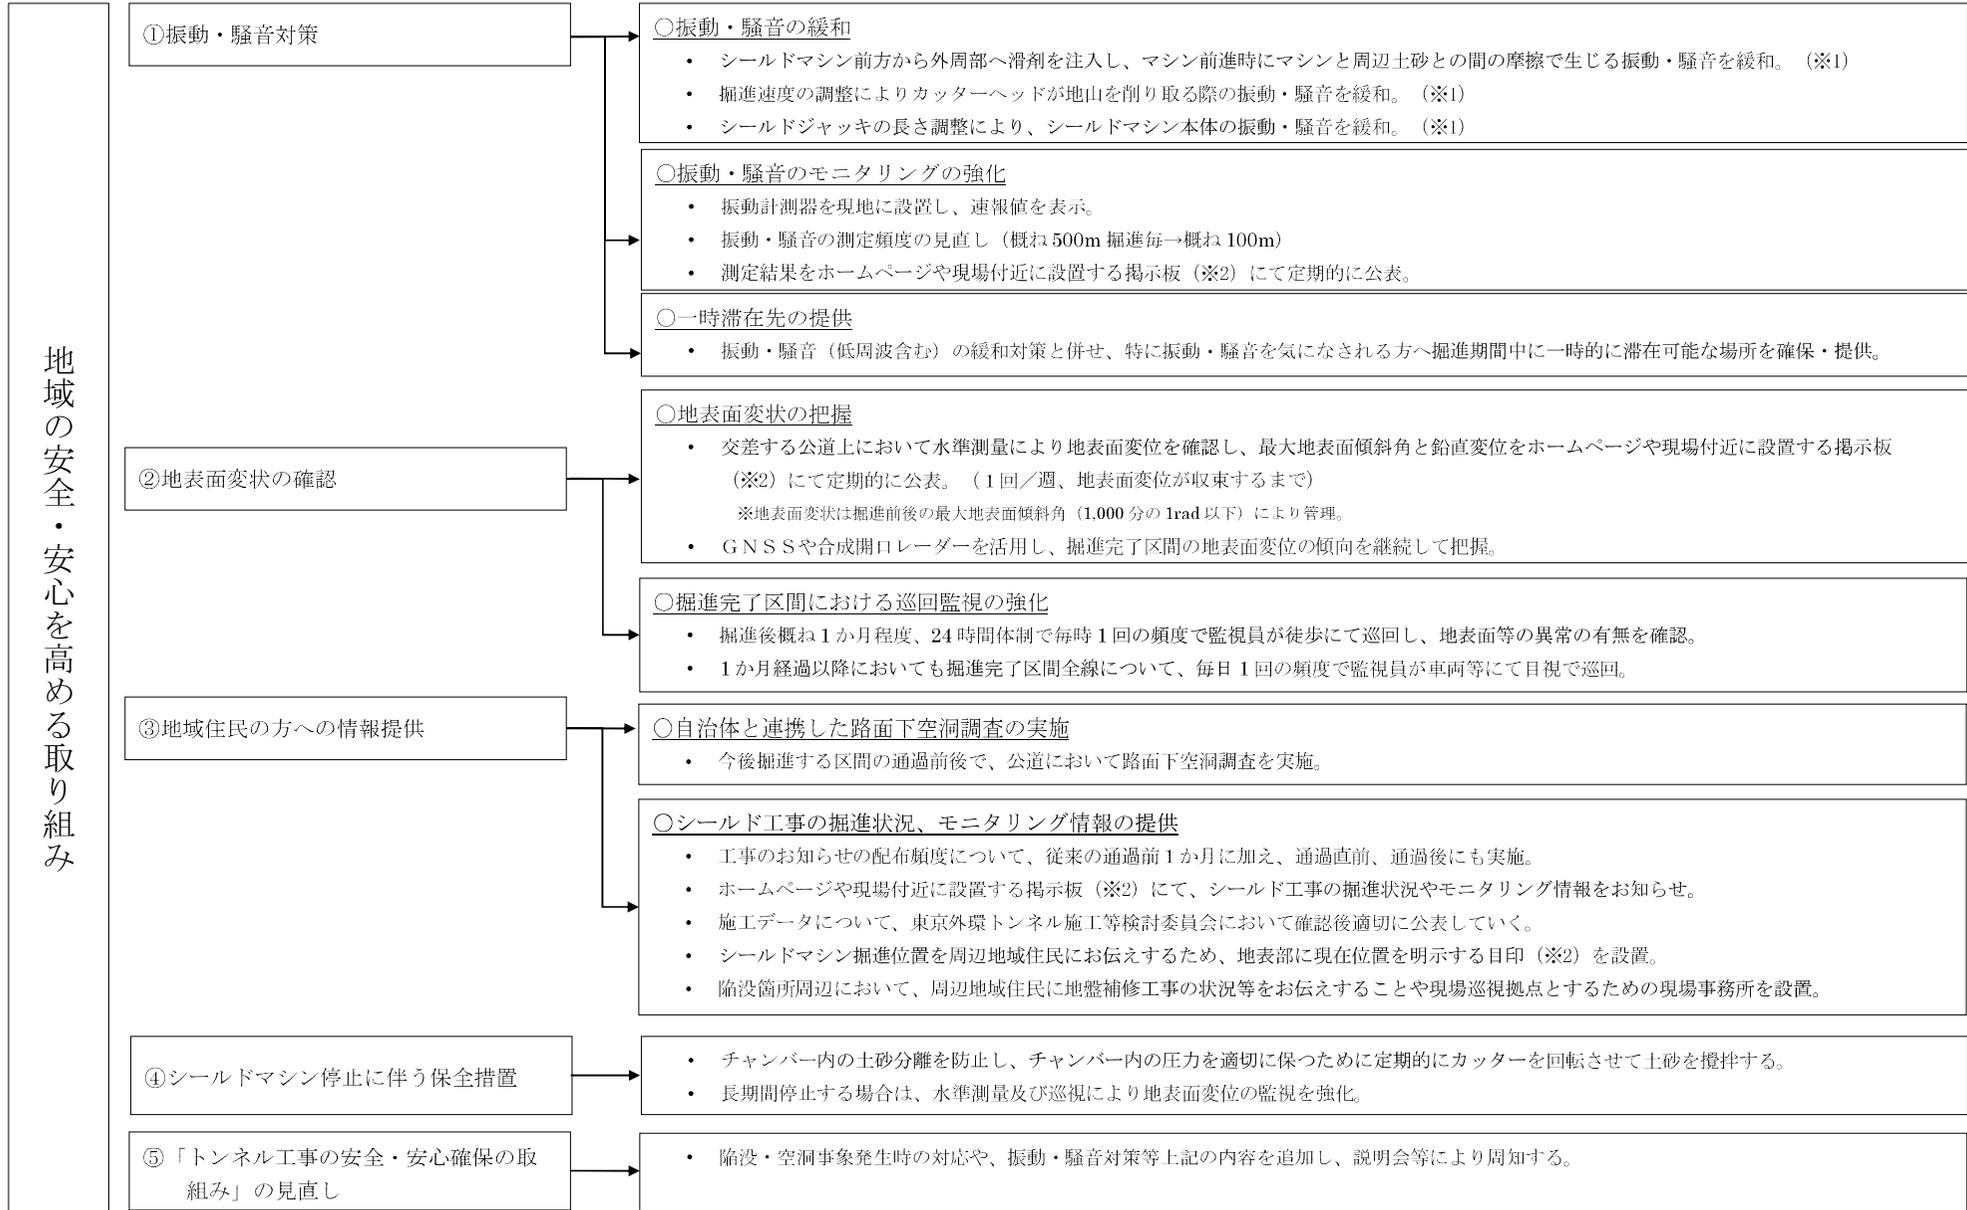 地域の安全・安心を高める取り組み
①振動・騒音対策
○振動・騒音の緩和
・ シールドマシン前方から外周部へ滑剤を注入し、マシン前進時にマシンと周辺土砂との間の摩擦で生じる振動・騒音を緩和。（※1）
・ 掘進速度の調整によりカッターヘッドが地山を削り取る際の振動・騒音を緩和。（※1）
・ シールドジャッキの長さ調整により、シールドマシン本体の振動・騒音を緩和。（※1）
○振動・騒音のモニタリングの強化
・ 振動計測器を現地に設置し、速報値を表示。
・ 振動・騒音の測定頻度の見直し（概ね 500m 掘進毎→概ね 100m）
・ 測定結果をホームページや現場付近に設置する掲示板（※2）にて定期的に公表。
○一時滞在先の提供
・ 振動・騒音（低周波含む）の緩和対策と併せ、特に振動・騒音を気になされる方へ掘進期間中に一時的に滞在可能な場所を確保・提供。
②地表面変状の確認
○地表面変状の把握
・ 交差する公道上において水準測量により地表面変位を確認し、最大地表面傾斜角と鉛直変位をホームページや現場付近に設置する掲示板
（※2）にて定期的に公表。（１回／週、地表面変位が収束するまで）
※地表面変状は掘進前後の最大地表面傾斜角（1,000 分の 1rad 以下）により管理。
・ ＧＮＳＳや合成開口レーダーを活用し、掘進完了区間の地表面変位の傾向を継続して把握。
○掘進完了区間における巡回監視の強化
・ 掘進後概ね 1 か月程度、24 時間体制で毎時 1 回の頻度で監視員が徒歩にて巡回し、地表面等の異常の有無を確認。
・ 1 か月経過以降においても掘進完了区間全線について、毎日 1 回の頻度で監視員が車両等にて目視で巡回。
③地域住民の方への情報提供
○自治体と連携した路面下空洞調査の実施
・ 今後掘進する区間の通過前後で、公道において路面下空洞調査を実施。
○シールド工事の掘進状況、モニタリング情報の提供
・ 工事のお知らせの配布頻度について、従来の通過前 1 か月に加え、通過直前、通過後にも実施。
・ ホームページや現場付近に設置する掲示板（※2）にて、シールド工事の掘進状況やモニタリング情報をお知らせ。
・ 施工データについて、東京外環トンネル施工等検討委員会において確認後適切に公表していく。
・ シールドマシン掘進位置を周辺地域住民にお伝えするため、地表部に現在位置を明示する目印（※2）を設置。
・ 陥没箇所周辺において、周辺地域住民に地盤補修工事の状況等をお伝えすることや現場巡視拠点とするための現場事務所を設置。
④シールドマシン停止に伴う保全措置
・ チャンバー内の土砂分離を防止し、チャンバー内の圧力を適切に保つために定期的にカッターを回転させて土砂を攪拌する。
・ 長期間停止する場合は、水準測量及び巡視により地表面変位の監視を強化。
⑤「トンネル工事の安全・安心確保の取
組み」の見直し
・ 陥没・空洞事象発生時の対応や、振動・騒音対策等上記の内容を追加し、説明会等により周知する。